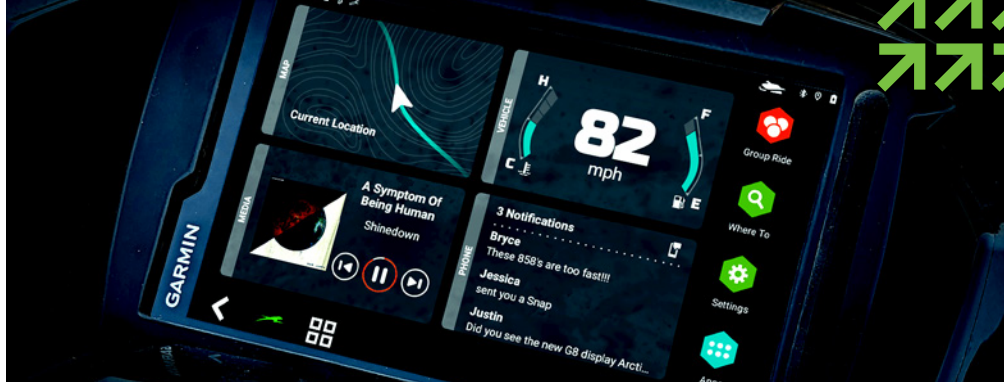 MAP
Current Location
VEHICLE
H
C
82
mph
F
E
MEDIA
A Symptom Of
Being Human
Shinedown
PHONE
3 Notifications
Bryce
These 858's are too fast!!!
Jessica
sent you a Snap
Justin
Did you see the new G8 display Arcti...
Group Ride
Where To
Settings
GARMIN